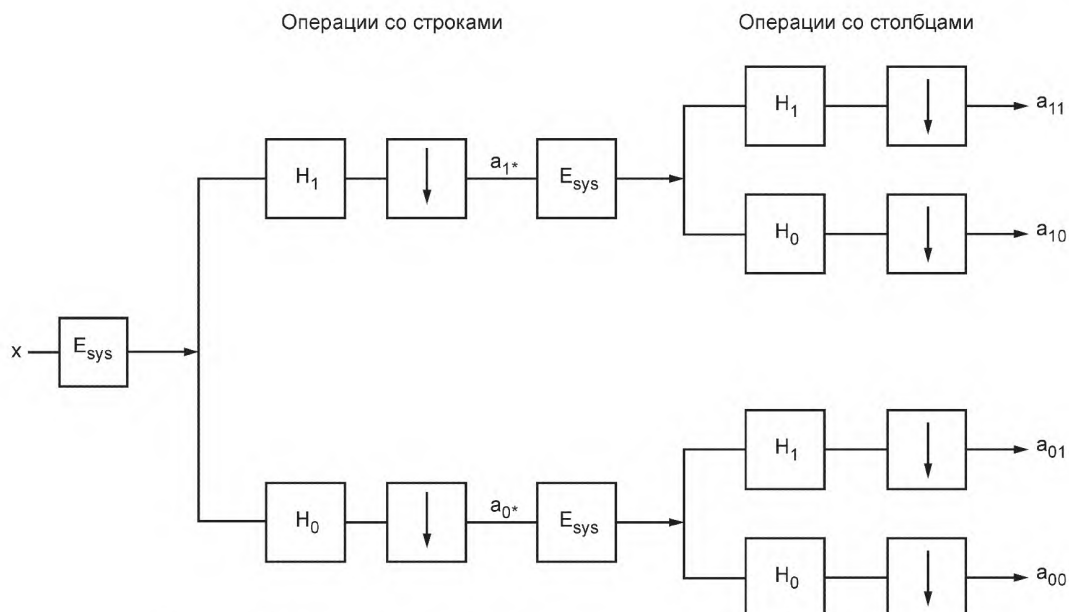 Операции со строками
Операции со столбцами
H1
a11
H1
a1*
Esys
H0
a10
x
Esys
H1
a01
H0
a0*
Esys
H0
a00